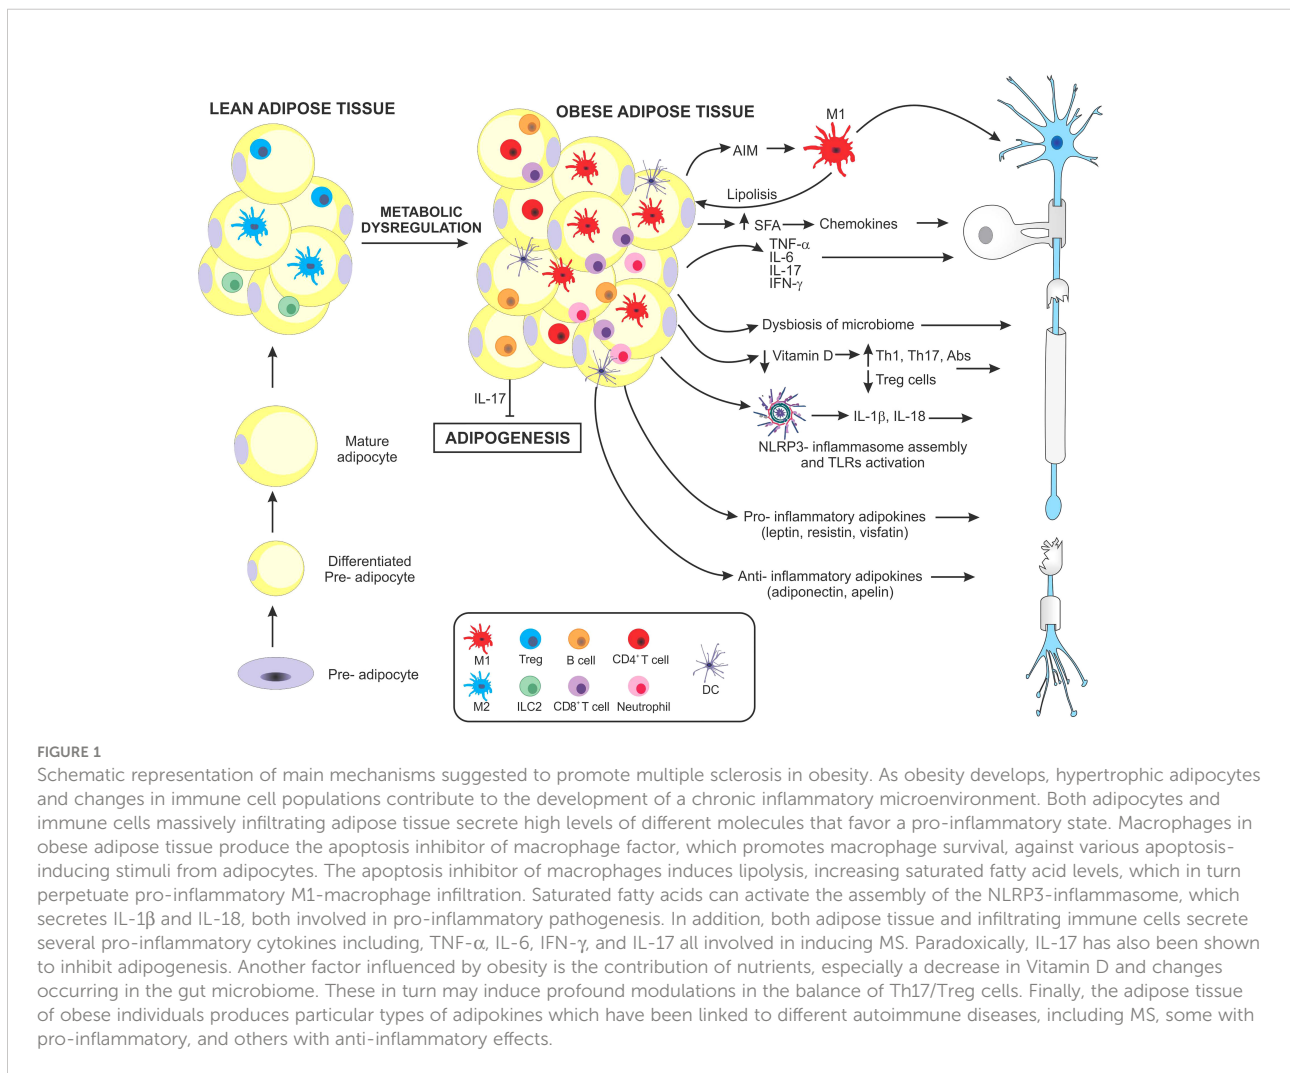 LEAN ADIPOSE TISSUE
OBESE ADIPOSE TISSUE
METABOLIC
DYSREGULATION
M1
AIM
Lipolisis
SFA
Chemokines
TNF-α
IL-6
IL-17
IFN-γ
Dysbiosis of microbiome
Vitamin D
Th1, Th17, Abs
Treg cells
IL-1β, IL-18
NLRP3- inflammasome assembly
and TLRs activation
IL-17
ADIPOGENESIS
Mature
adipocyte
Pro- inflammatory adipokines
(leptin, resistin, visfatin)
Differentiated
Pre- adipocyte
Anti- inflammatory adipokines
(adiponectin, apelin)
Pre- adipocyte
M1
Treg
B cell
CD4⁺ T cell
DC
M2
ILC2
CD8⁺ T cell
Neutrophil
FIGURE 1
Schematic representation of main mechanisms suggested to promote multiple sclerosis in obesity. As obesity develops, hypertrophic adipocytes
and changes in immune cell populations contribute to the development of a chronic inflammatory microenvironment. Both adipocytes and
immune cells massively infiltrating adipose tissue secrete high levels of different molecules that favor a pro-inflammatory state. Macrophages in
obese adipose tissue produce the apoptosis inhibitor of macrophage factor, which promotes macrophage survival, against various apoptosis-
inducing stimuli from adipocytes. The apoptosis inhibitor of macrophages induces lipolysis, increasing saturated fatty acid levels, which in turn
perpetuate pro-inflammatory M1-macrophage infiltration. Saturated fatty acids can activate the assembly of the NLRP3-inflammasome, which
secretes IL-1β and IL-18, both involved in pro-inflammatory pathogenesis. In addition, both adipose tissue and infiltrating immune cells secrete
several pro-inflammatory cytokines including, TNF-α, IL-6, IFN-γ, and IL-17 all involved in inducing MS. Paradoxically, IL-17 has also been shown
to inhibit adipogenesis. Another factor influenced by obesity is the contribution of nutrients, especially a decrease in Vitamin D and changes
occurring in the gut microbiome. These in turn may induce profound modulations in the balance of Th17/Treg cells. Finally, the adipose tissue
of obese individuals produces particular types of adipokines which have been linked to different autoimmune diseases, including MS, some with
pro-inflammatory, and others with anti-inflammatory effects.